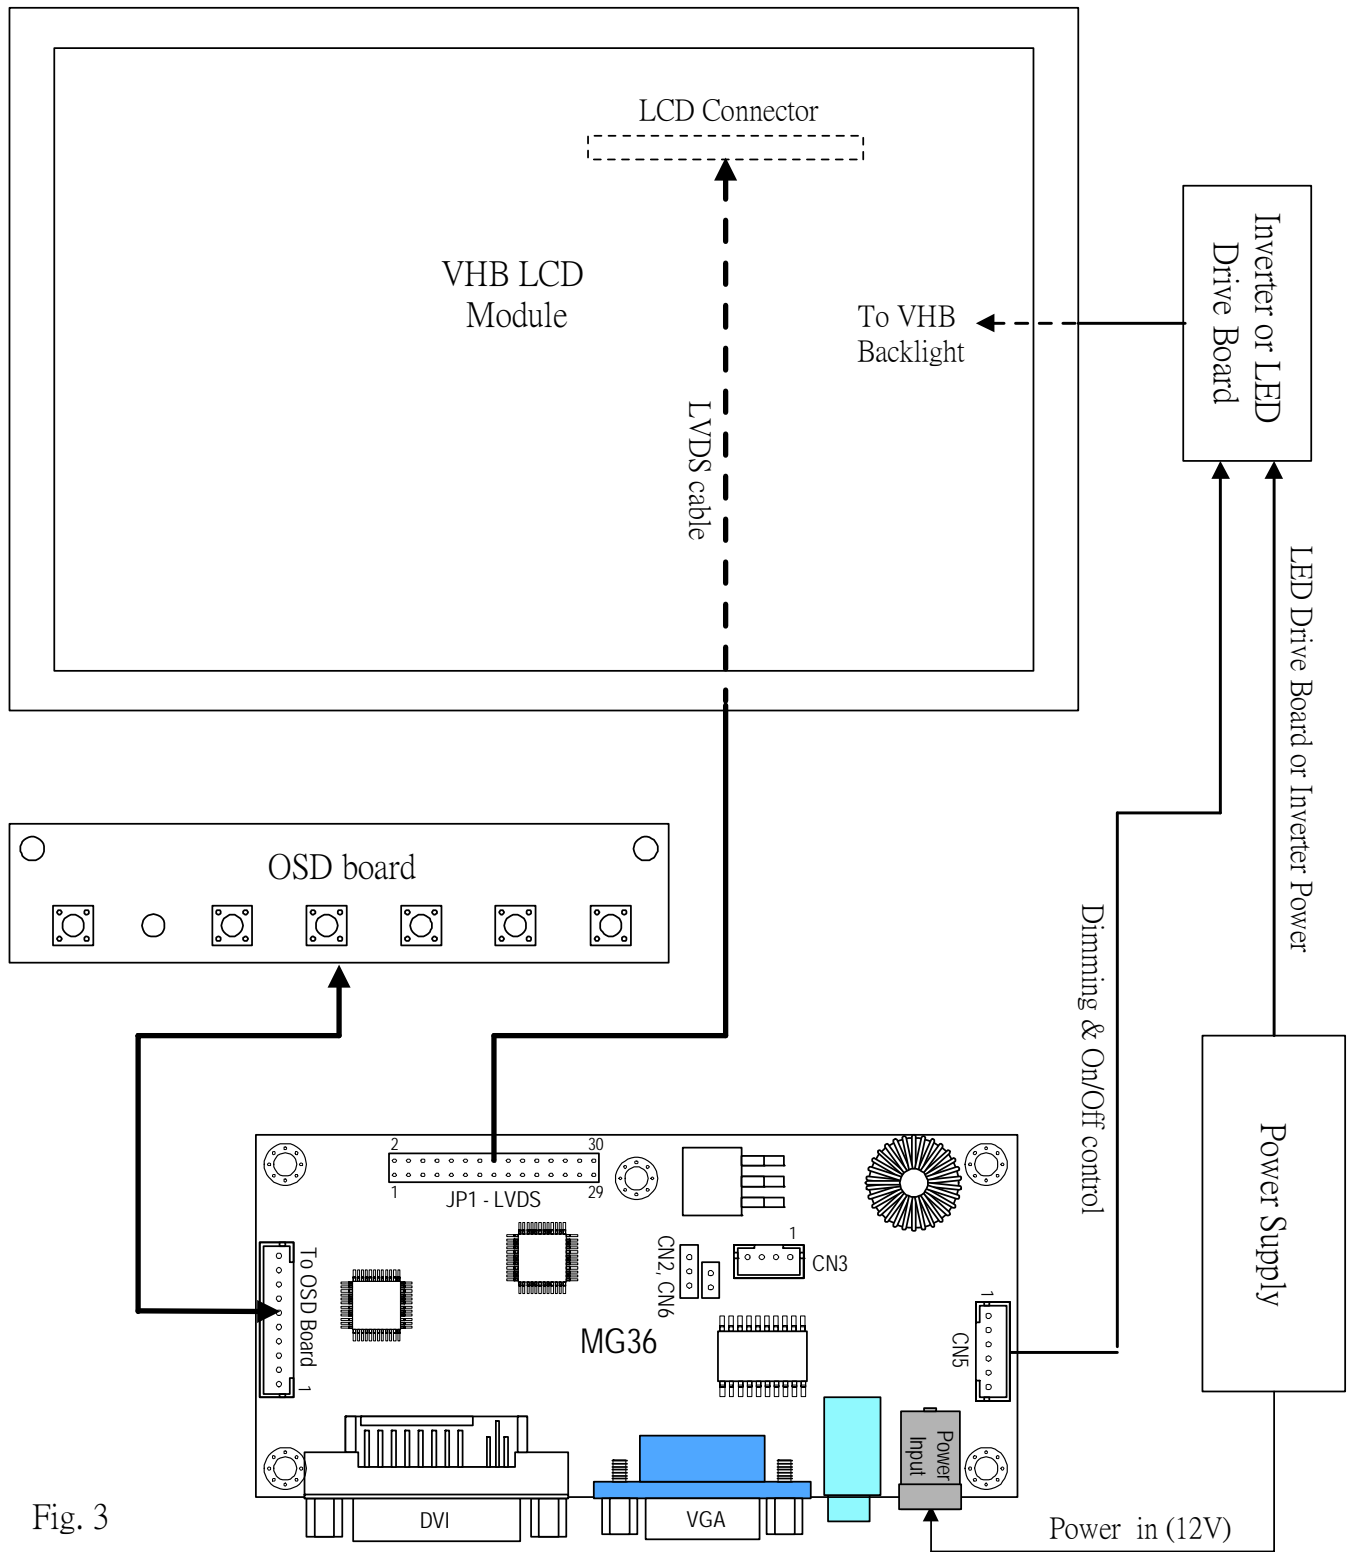 LCD Connector
VHB LCD
Module
To VHB
Backlight
LVDS cable
Inverter or LED
Drive Board
LED Drive Board or Inverter Power
Dimming & On/Off control
OSD board
Power Supply
2
30
1
29
JP1 - LVDS
To OSD Board
1
CN2, CN6
1
CN3
MG36
1
CN5
Power
Input
DVI
VGA
Power in (12V)
Fig. 3